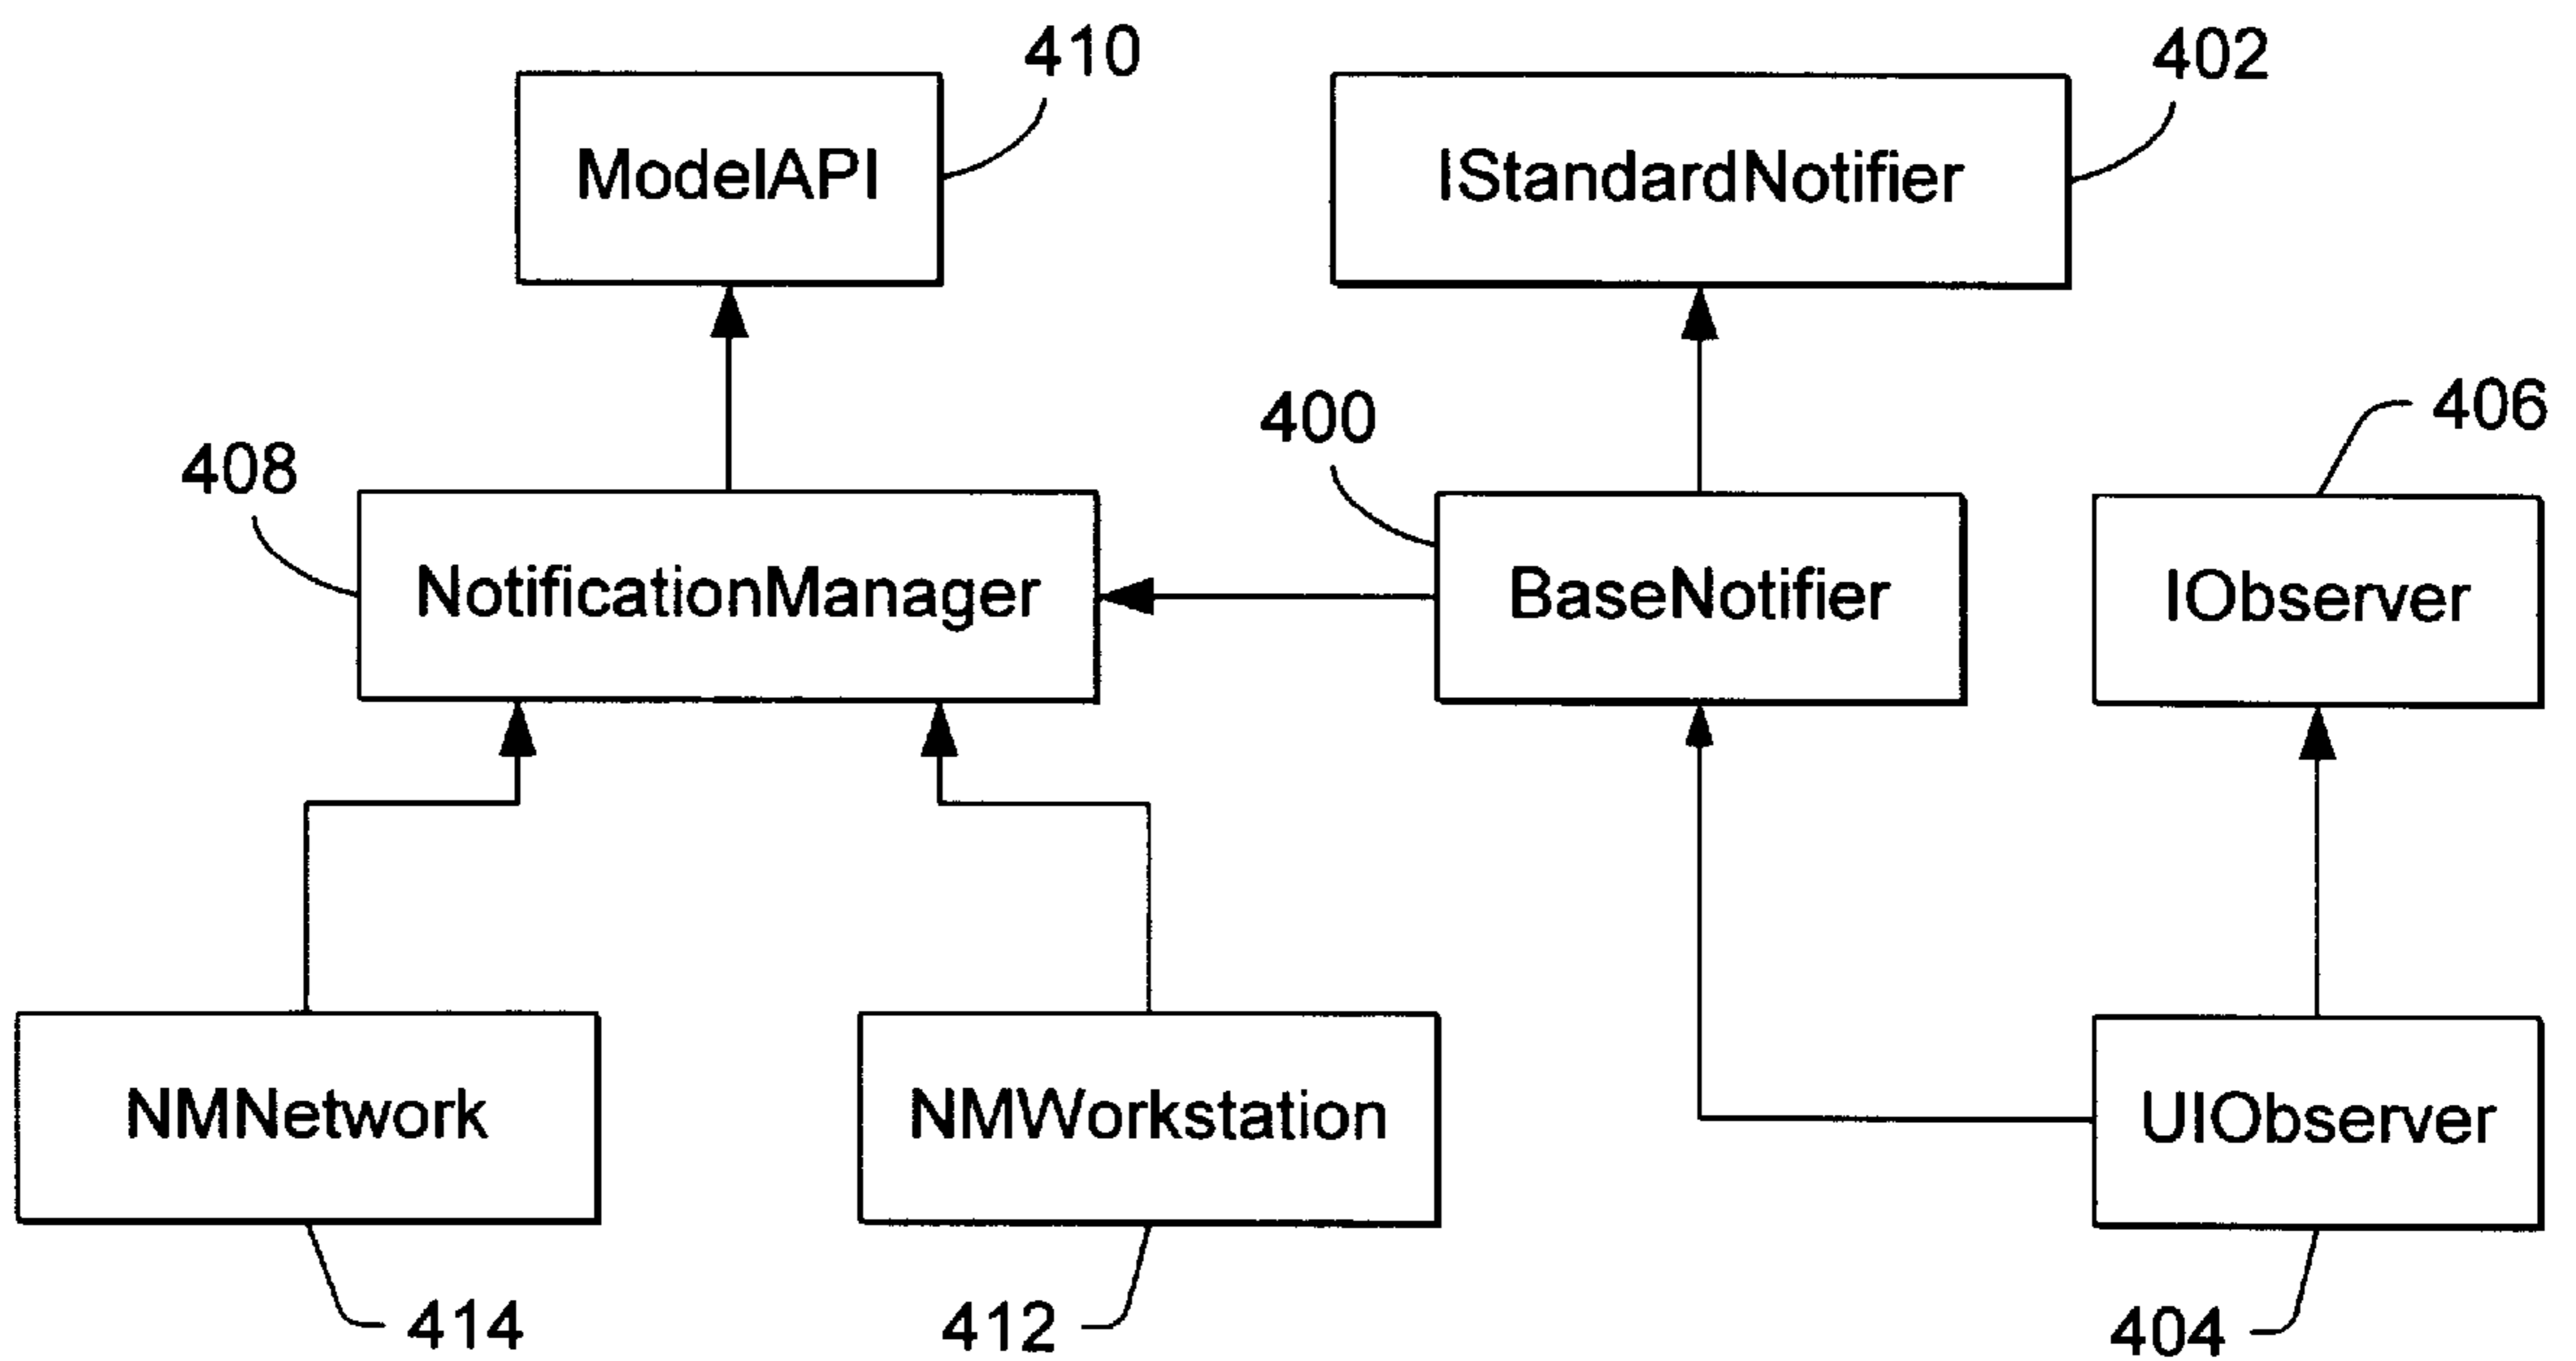 410
402
ModelAPI
IStandardNotifier
400
406
408
NotificationManager
BaseNotifier
IObserver
NMNetwork
NMWorkstation
UIObserver
414
412
404